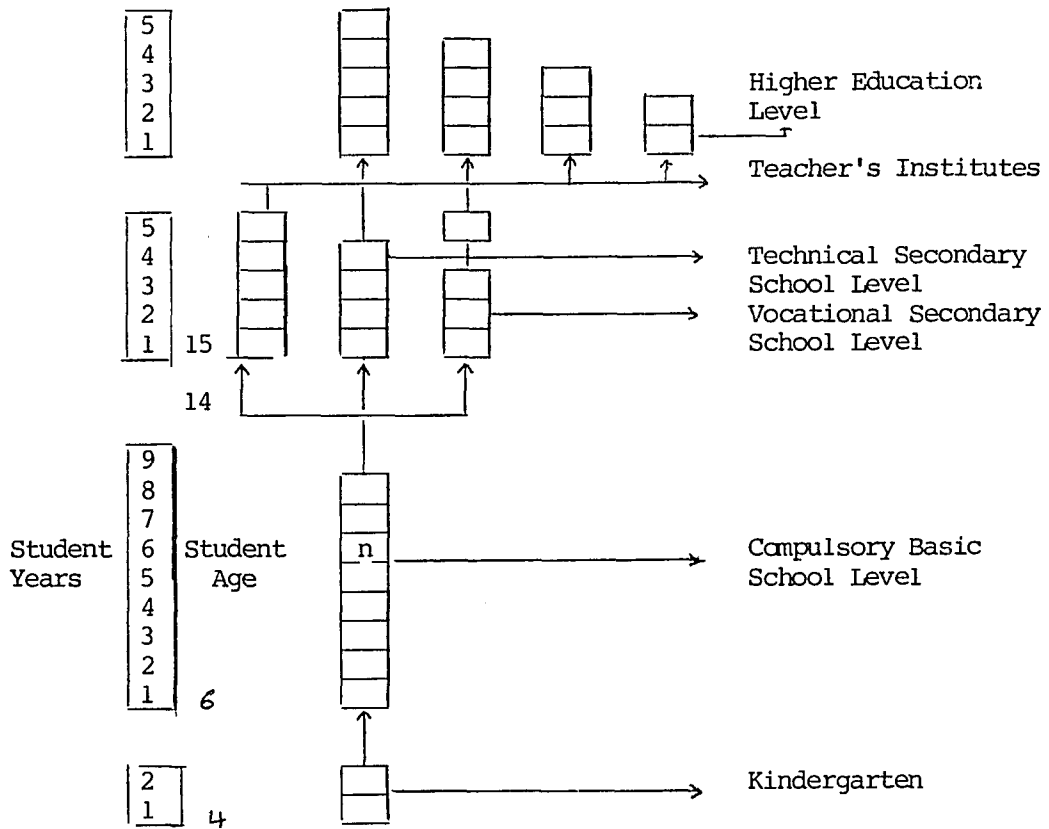 5
4
3
2
1
Higher Education
Level
Teacher's Institutes
5
4
3
2
1 15
Technical Secondary
School Level
Vocational Secondary
School Level
14
9
8
7
6
5
4
3
2
1 6
Student
Years
Student
Age
n
Compulsory Basic
School Level
2
1 4
Kindergarten